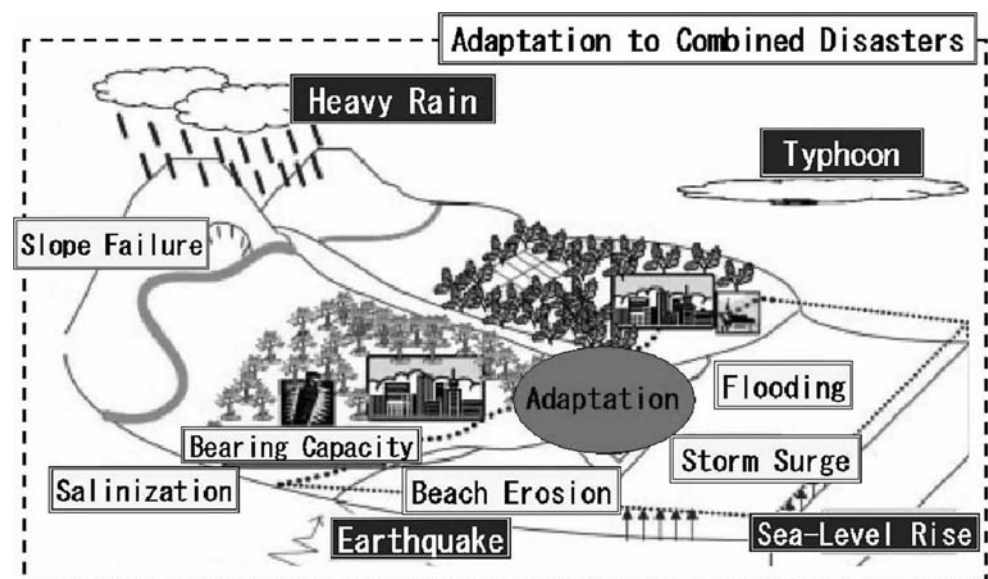 Adaptation to Combined Disasters
Heavy Rain
Typhoon
Slope Failure
Adaptation
Flooding
Bearing Capacity
Storm Surge
Salinization
Beach Erosion
Earthquake
Sea-Level Rise